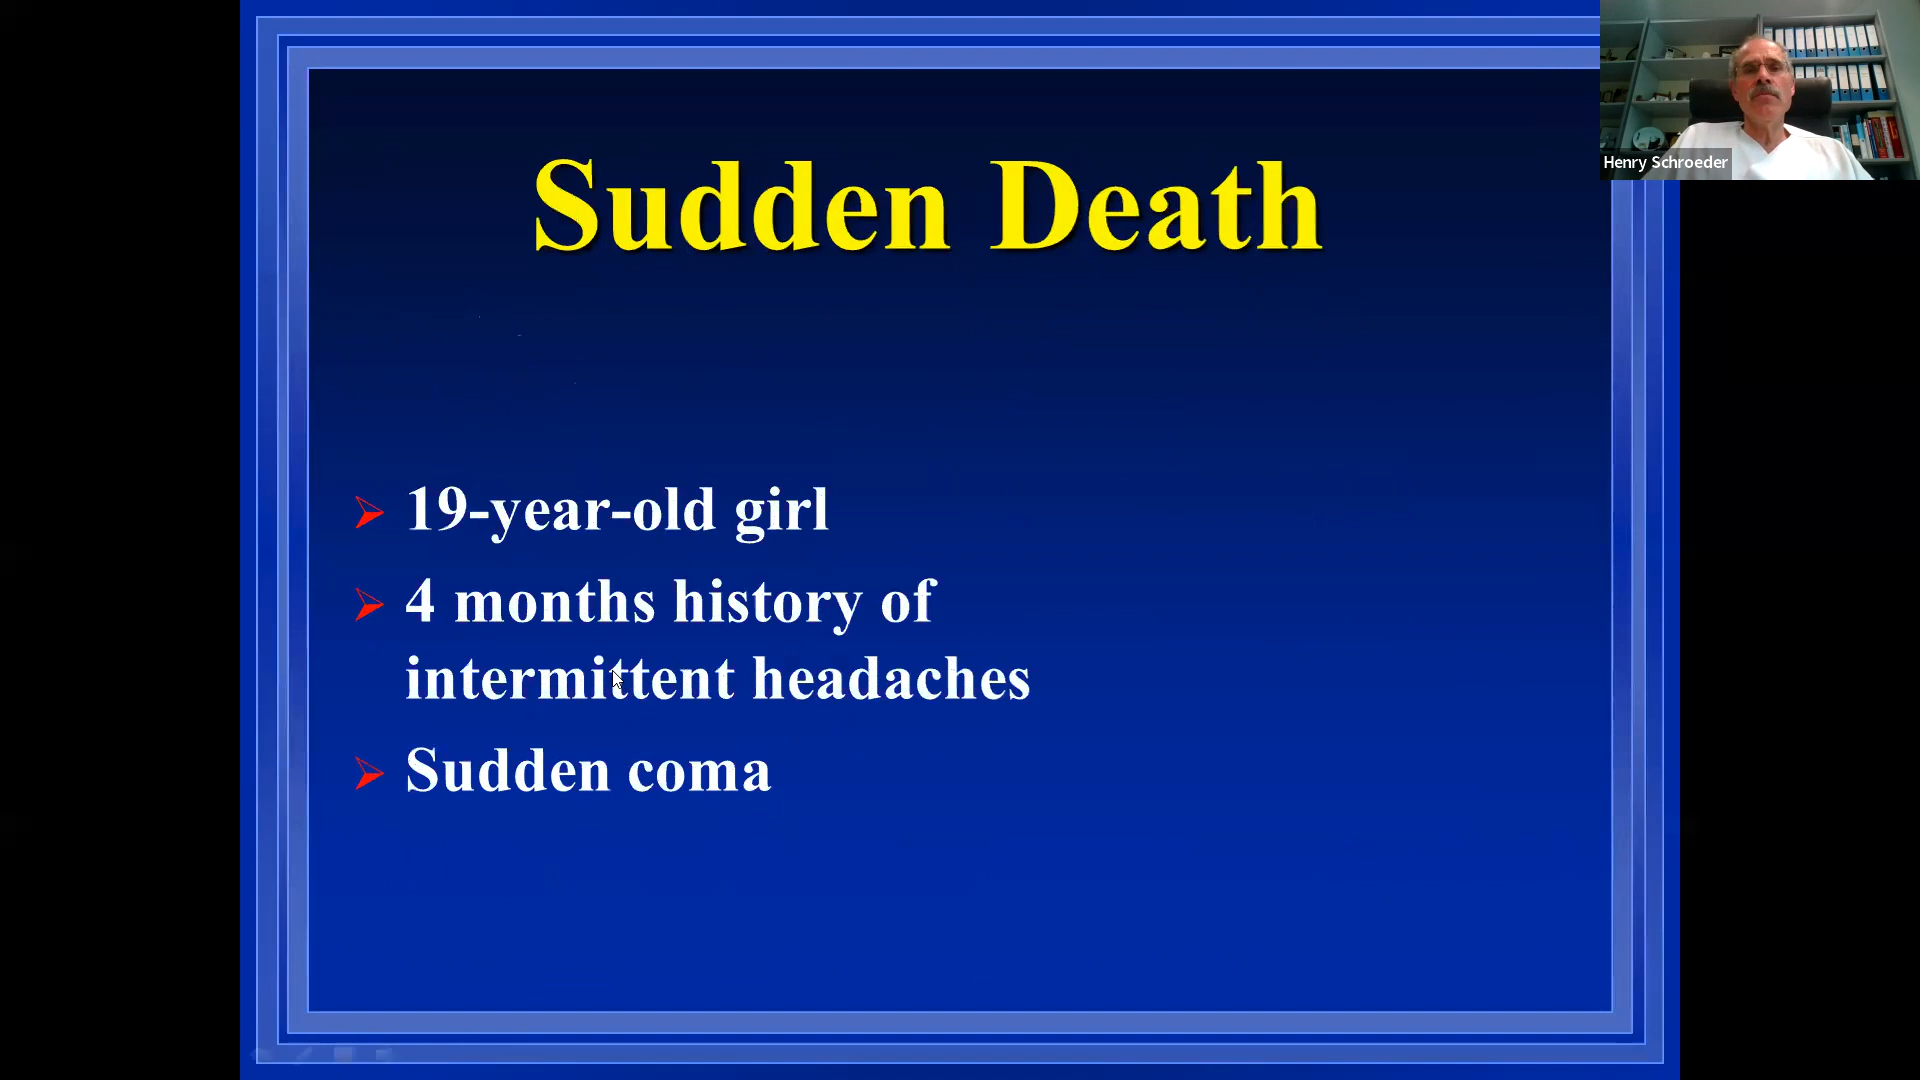 Sudden Death
Henry Schroeder
19-year-old girl
4 months history of
intermittent headaches
Sudden coma